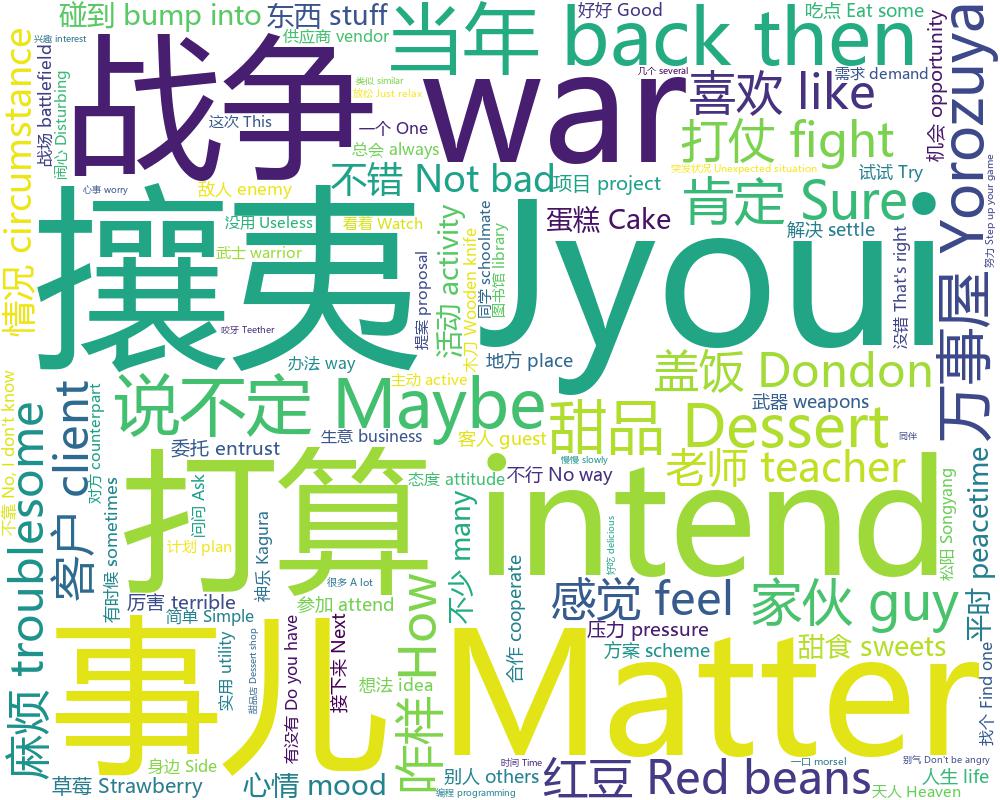 碰到 bump into
东西 stuff
当年 back then
好好 Good
吃点 Eat some
兴趣 interest
供应商 vendor
战争 war
情况 circumstance
战场 battlefield
闹心 Disturbing
类似 similar
放松 Just relax
几个 several
需求 demand
喜欢 like
机会 opportunity
万事屋 Yorozuya
这次 This
一个 One
总会 always
打仗 fight
不错 Not bad
项目 project
突发状况 Unexpected situation
试试 Try
心事 worry
敌人 enemy
肯定 Sure
努力 Step up your game
攘夷 Jyoui
没用 Useless
看着 Watch
蛋糕 Cake
解决 settle
武士 warrior
提案 proposal
活动 activity
木刀 Wooden knife
同学 schoolmate
图书馆 library
没错 That's right
咬牙 Teether
办法 way
地方 place
盖饭 Dondon
不靠 No, I don't know
麻烦 troublesome
客户 client
对方 counterpart
说不定 Maybe
主动 active
甜品 Dessert
武器 weapons
委托 entrust
生意 business
客人 guest
同伴
打算 intend
慢慢 slowly
态度 attitude
不行 No way
老师 teacher
有时候 sometimes
问问 Ask
计划 plan
神乐 Kagura
不少 many
好吃 delicious
松阳 Songyang
平时 peacetime
很多 A lot
厉害 terrible
参加 attend
简单 Simple
咋样 How
合作 cooperate
感觉 feel
家伙 guy
压力 pressure
事儿 Matter
实用 utility
甜品店 Dessert shop
有没有 Do you have
接下来 Next
想法 idea
方案 scheme
甜食 sweets
找个 Find one
身边 Side
草莓 Strawberry
心情 mood
编程 programming
别人 others
时间 Time
红豆 Red beans
一口 morsel
别气 Don't be angry
人生 life
天人 Heaven